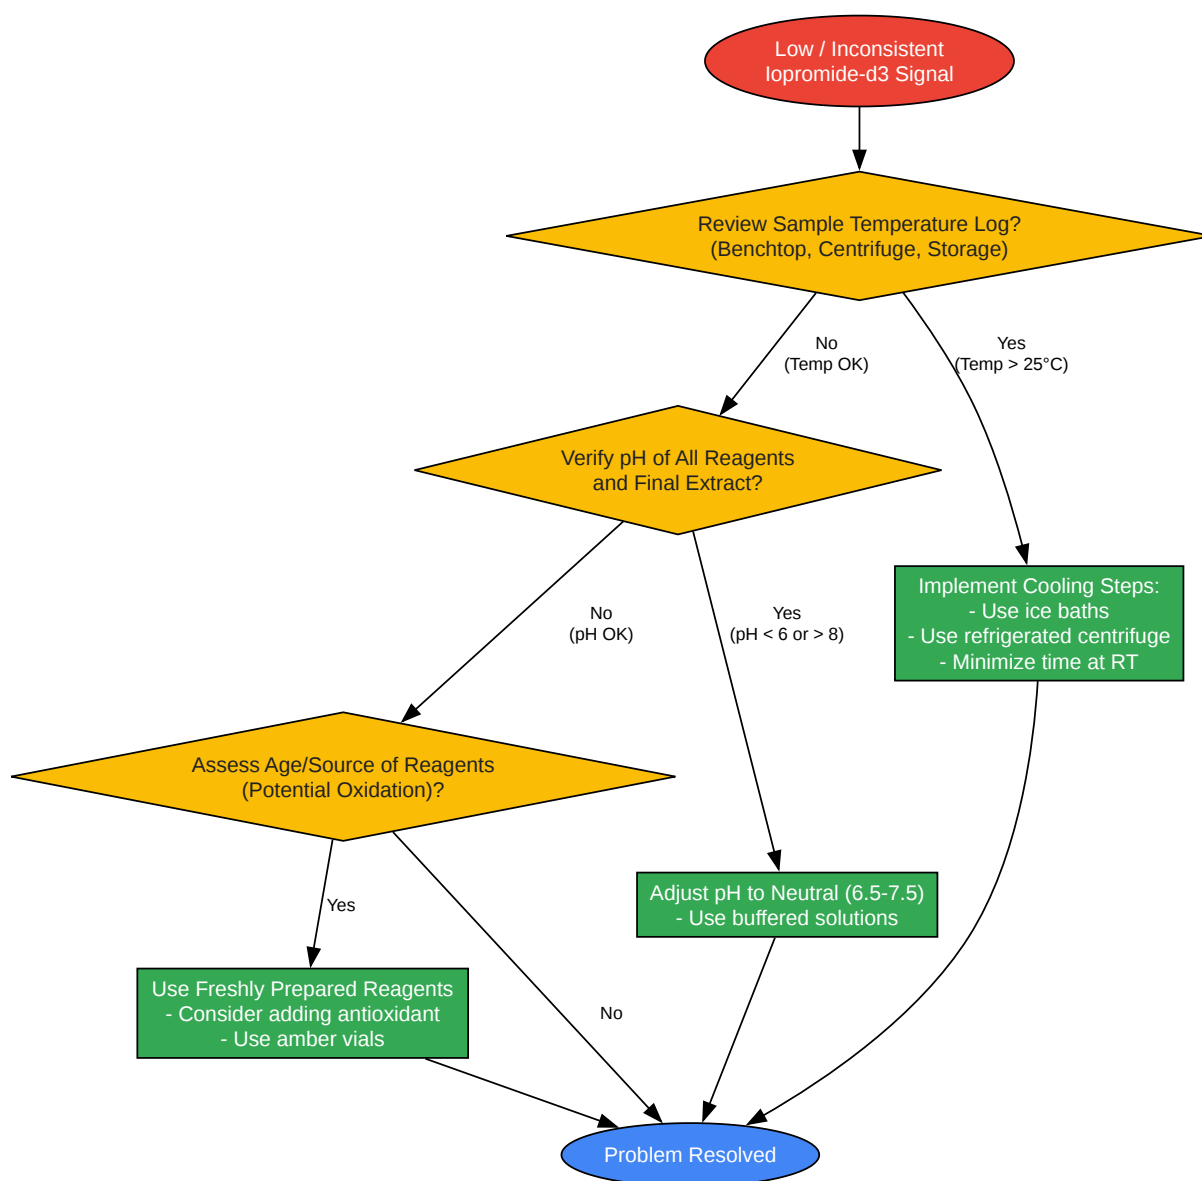 Low / Inconsistent
Iopromide-d3 Signal
Review Sample Temperature Log?
(Benchtop, Centrifuge, Storage)
No
(Temp OK)
Yes
(Temp > 25°C)
Verify pH of All Reagents
and Final Extract?
No
(pH OK)
Yes
(pH < 6 or > 8)
Implement Cooling Steps:
- Use ice baths
- Use refrigerated centrifuge
- Minimize time at RT
Assess Age/Source of Reagents
(Potential Oxidation)?
Yes
Adjust pH to Neutral (6.5-7.5)
- Use buffered solutions
Use Freshly Prepared Reagents
- Consider adding antioxidant
- Use amber vials
No
Problem Resolved